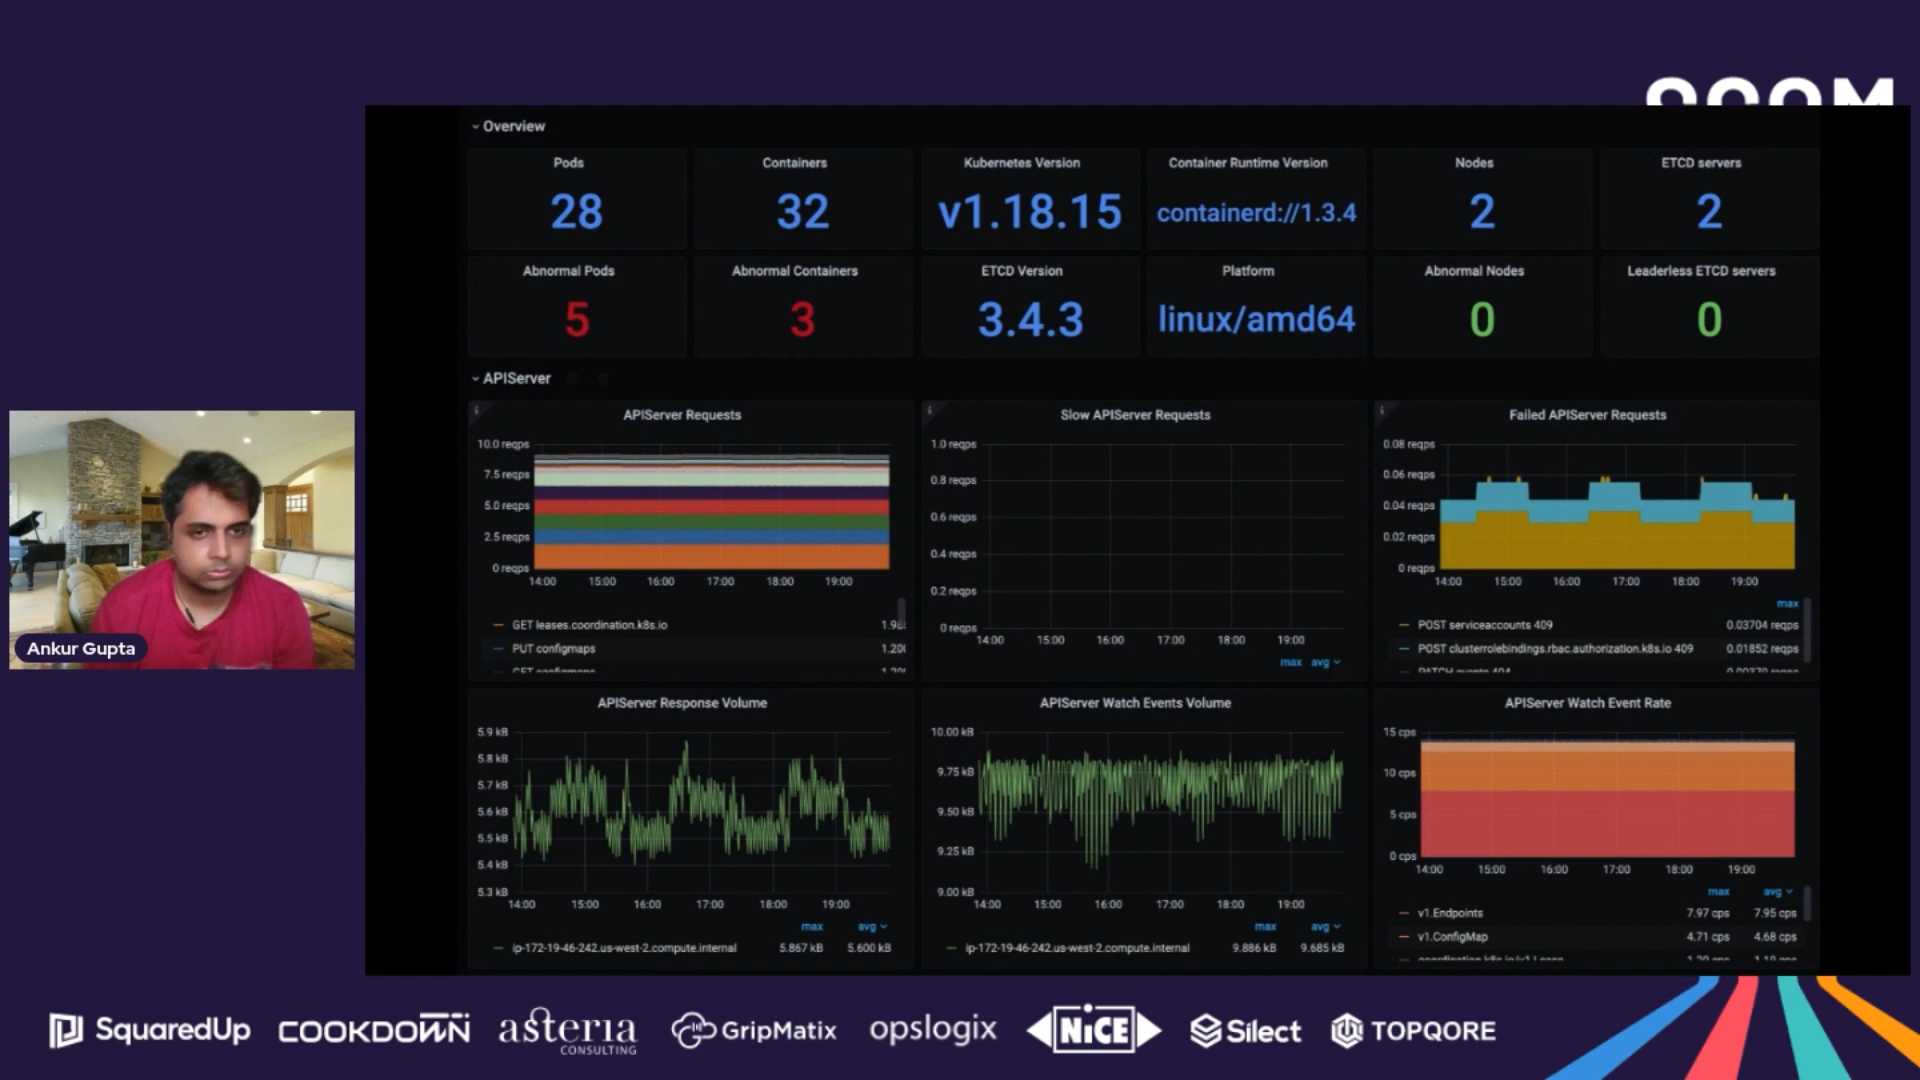 Overview
Pods
Containers
Kubernetes Version
Container Runtime Version
Nodes
ETCD servers
28
32
v1.18.15
containerd://1.3.4
2
2
Abnormal Pods
Abnormal Containers
ETCD Version
Platform
Abnormal Nodes
Leaderless ETCD servers
5
3
3.4.3
linux/amd64
0
0
APIServer
APIServer Requests
10.0 reqps
7.5 reqps
5.0 reqps
2.5 reqps
0 reqps
14:00 15:00 16:00 17:00 18:00 19:00
GET leases.coordination.k8s.io
PUT configmaps 1.20
GET configmaps
Slow APIServer Requests
1.0 reqps
0.8 reqps
0.6 reqps
0.4 reqps
0.2 reqps
0 reqps
14:00 15:00 16:00 17:00 18:00 19:00
max avg
Failed APIServer Requests
0.08 reqps
0.06 reqps
0.04 reqps
0.02 reqps
0 reqps
14:00 15:00 16:00 17:00 18:00 19:00
max
POST serviceaccounts 409 0.03704 reqps
POST clusterrolebindings.rbac.authorization.k8s.io 409 0.01852 reqps
PATCH events 404 0.00370 reqps
APIServer Response Volume
5.9 kB
5.8 kB
5.7 kB
5.6 kB
5.5 kB
5.4 kB
5.3 kB
14:00 15:00 16:00 17:00 18:00 19:00
max avg
ip-172-19-46-242.us-west-2.compute.internal 5.867 kB 5.600 kB
APIServer Watch Events Volume
10.00 kB
9.75 kB
9.50 kB
9.25 kB
9.00 kB
14:00 15:00 16:00 17:00 18:00 19:00
max avg
ip-172-19-46-242.us-west-2.compute.internal 9.886 kB 9.685 kB
APIServer Watch Event Rate
15 cps
10 cps
5 cps
0 cps
14:00 15:00 16:00 17:00 18:00 19:00
max avg
v1.Endpoints 7.97 cps 7.95 cps
v1.ConfigMap 4.71 cps 4.68 cps
Ankur Gupta
SquaredUp
COOKDOWN
asteria
CONSULTING
GripMatix
opslogix
NiCE
Silect
TOPQORE